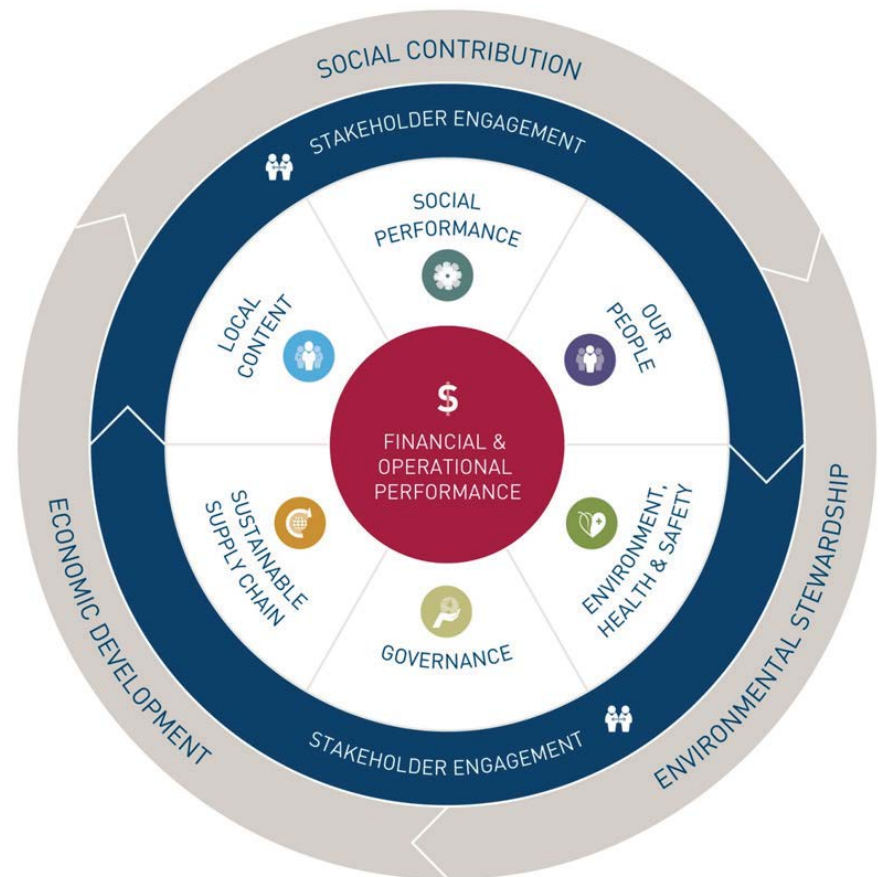 SOCIAL CONTRIBUTION
STAKEHOLDER ENGAGEMENT
SOCIAL
PERFORMANCE
OUR
PEOPLE
LOCAL
CONTENT
$
FINANCIAL &
OPERATIONAL
PERFORMANCE
ENVIRONMENT,
HEALTH & SAFETY
SUSTAINABLE
SUPPLY CHAIN
GOVERNANCE
STAKEHOLDER ENGAGEMENT
ECONOMIC DEVELOPMENT
ENVIRONMENTAL STEWARDSHIP